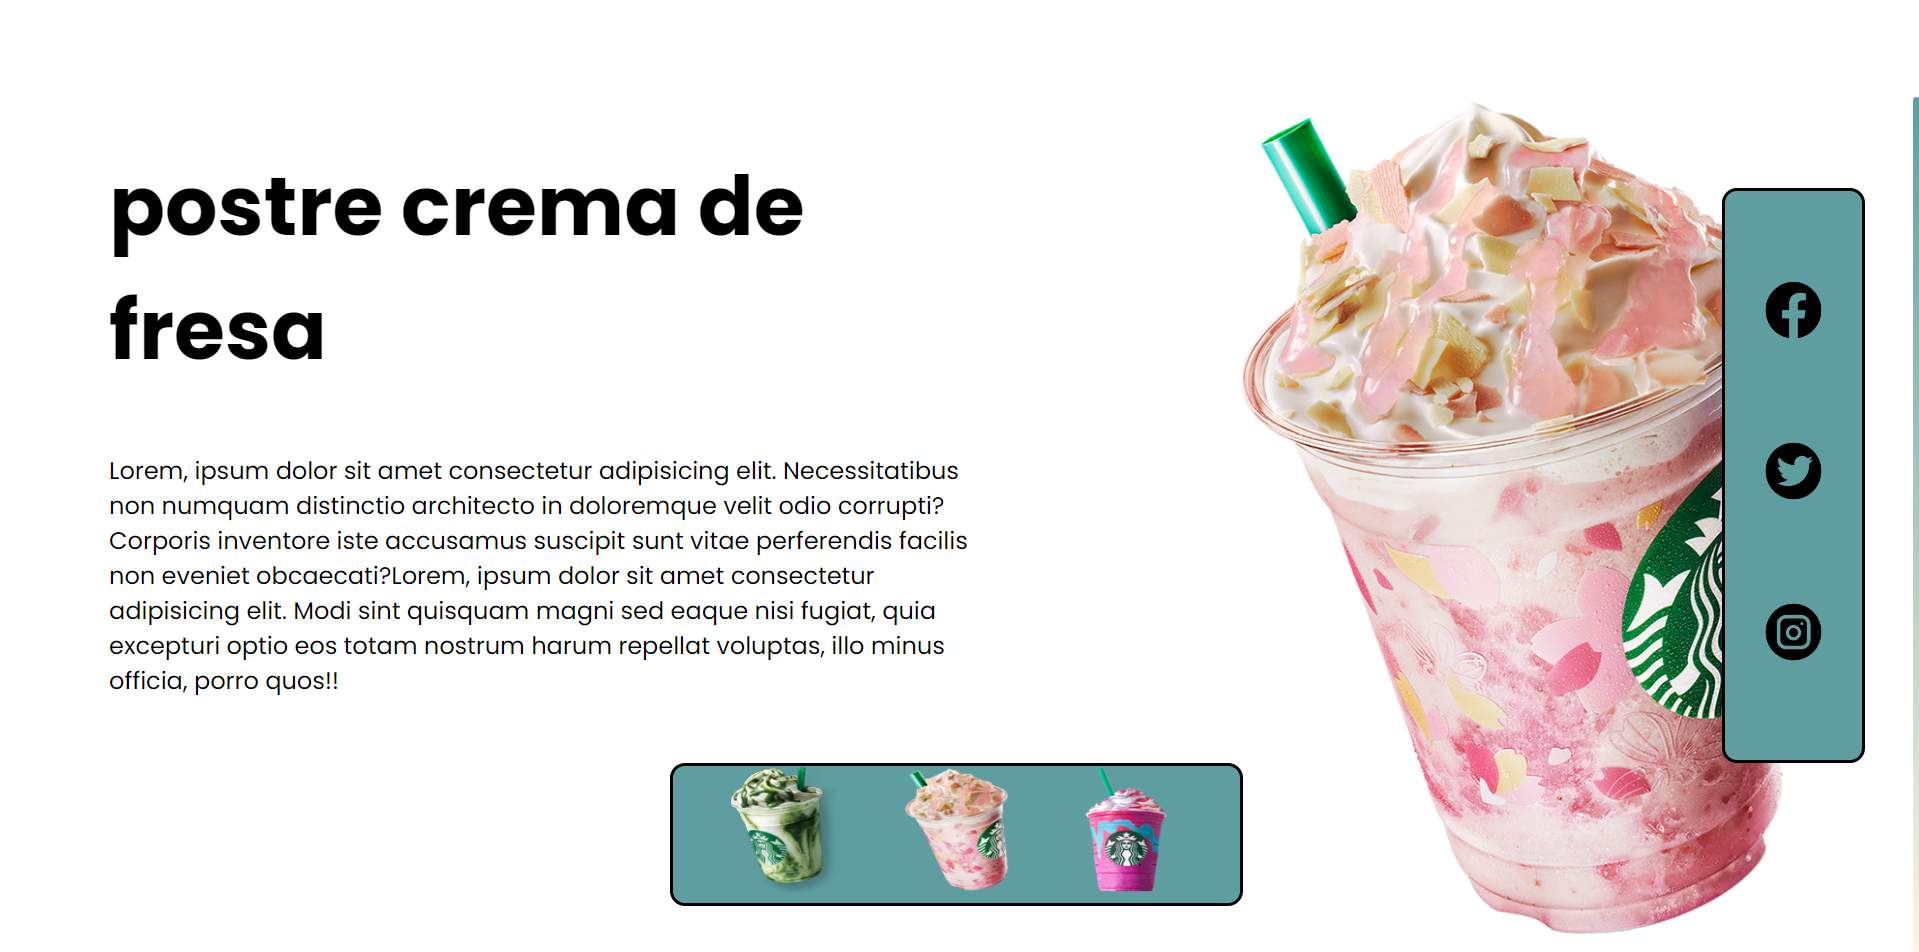 postre crema de
fresa
Lorem, ipsum dolor sit amet consectetur adipisicing elit. Necessitatibus
non numquam distinctio architecto in doloremque velit odio corrupti?
Corporis inventore iste accusamus suscipit sunt vitae perferendis facilis
non eveniet obcaecati?Lorem, ipsum dolor sit amet consectetur
adipisicing elit. Modi sint quisquam magni sed eaque nisi fugiat, quia
excepturi optio eos totam nostrum harum repellat voluptas, illo minus
officia, porro quos!!